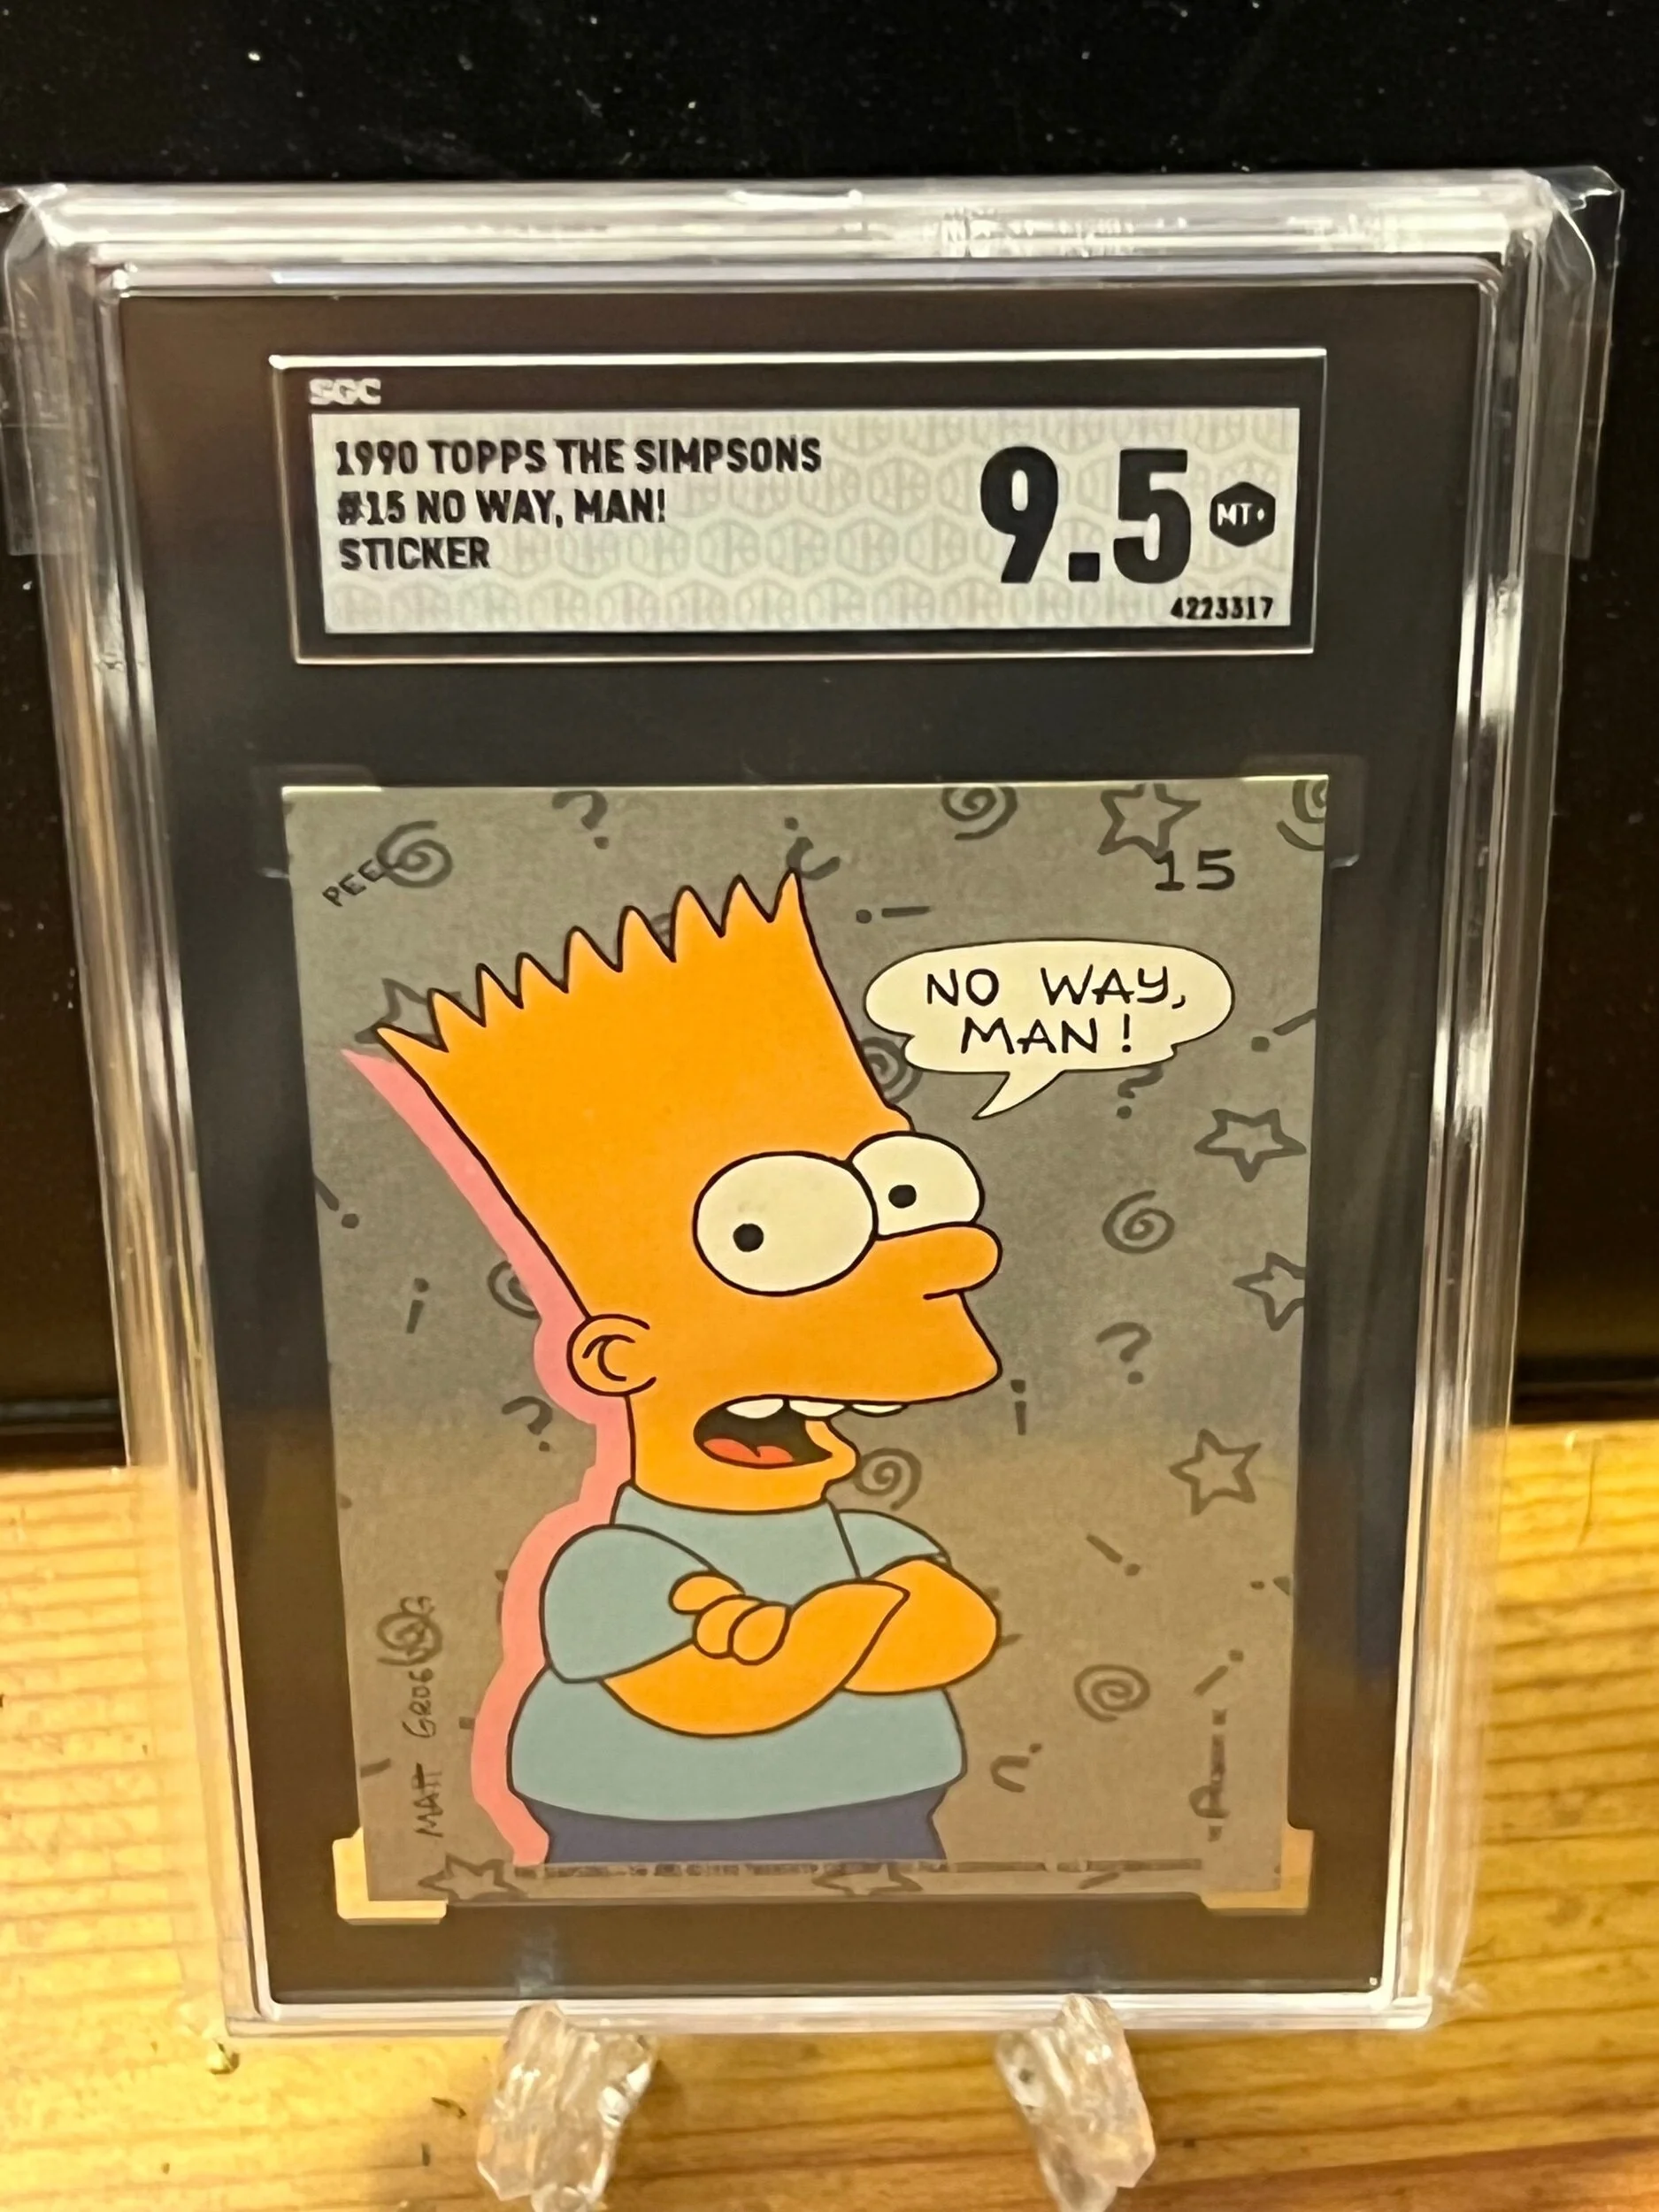 SGC
1990 TOPPS THE SIMPSONS
#15 NO WAY, MAN!
STICKER
9.5
MT+
4223317
PEEL
15
NO WAY,
MAN!
MATT